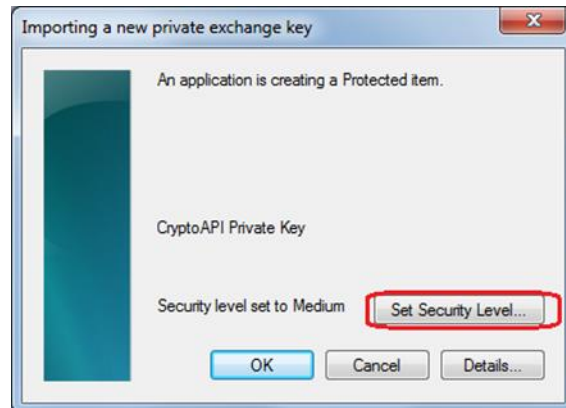 Importing a new private exchange key
An application is creating a Protected item.
CryptoAPI Private Key
Security level set to Medium
Set Security Level...
OK
Cancel
Details...